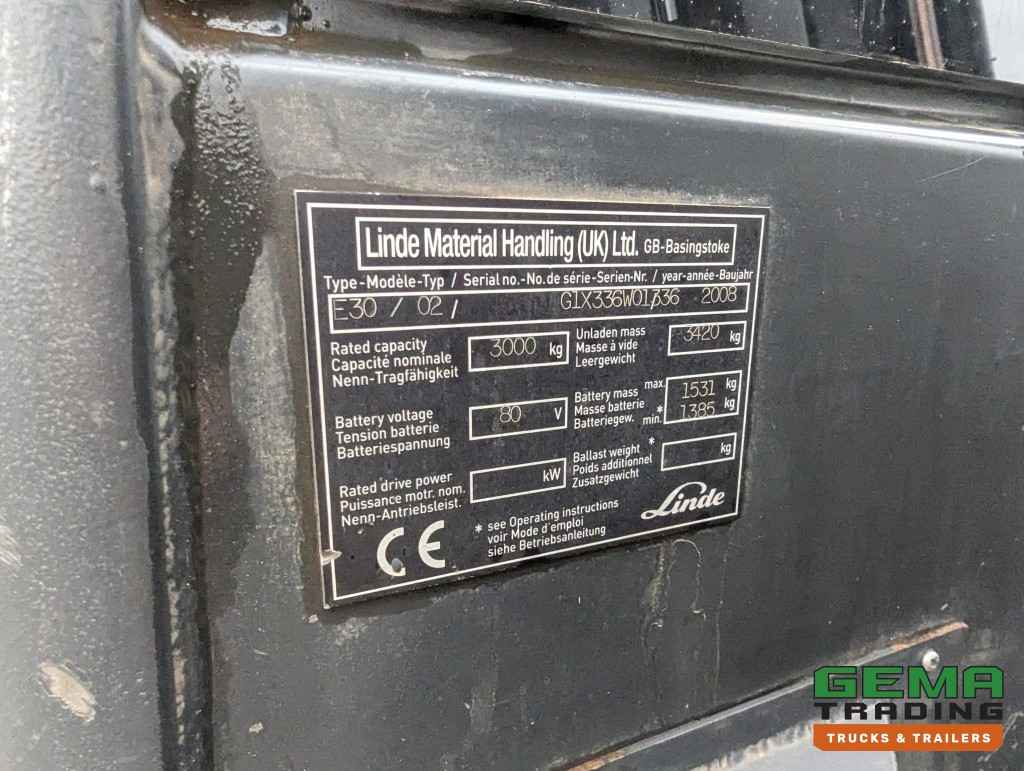 Linde Material Handling (UK) Ltd. GB-Basingstoke
Type-Modèle-Typ / Serial no.-No. de série-Serien-Nr. / year-année-Baujahr
E30 / 02 / G1X336W01336 2008
Rated capacity
Capacité nominale
Nenn-Tragfähigkeit
3000 kg
Unladen mass
Masse à vide
Leergewicht
3420 kg
Battery voltage
Tension batterie
Batteriespannung
80 V
Battery mass
Masse batterie
Batteriegew.
max. 1531 kg
* min. 1385 kg
Rated drive power
Puissance motr. nom.
Nenn-Antriebsleist.
kW
Ballast weight *
Poids additionnel
Zusatzgewicht
kg
CE
* see Operating instructions
voir Mode d'emploi
siehe Betriebsanleitung
Linde
GEMA
TRADING
TRUCKS & TRAILERS